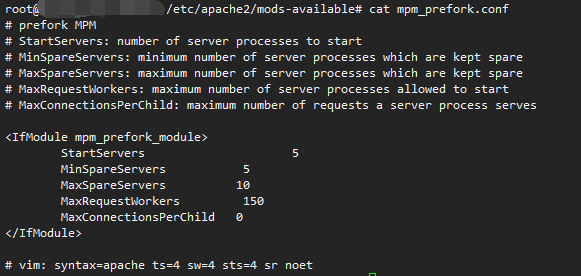 root@ /etc/apache2/mods-available# cat mpm_prefork.conf
# prefork MPM
# StartServers: number of server processes to start
# MinSpareServers: minimum number of server processes which are kept spare
# MaxSpareServers: maximum number of server processes which are kept spare
# MaxRequestWorkers: maximum number of server processes allowed to start
# MaxConnectionsPerChild: maximum number of requests a server process serves
<IfModule mpm_prefork_module>
StartServers 5
MinSpareServers 5
MaxSpareServers 10
MaxRequestWorkers 150
MaxConnectionsPerChild 0
</IfModule>
# vim: syntax=apache ts=4 sw=4 sts=4 sr noet